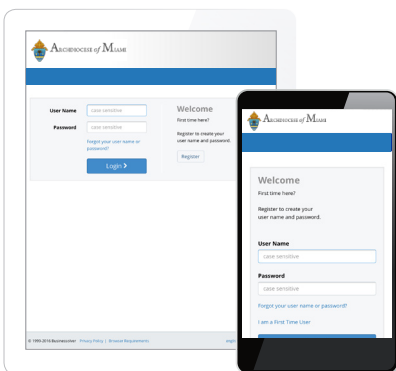 ARCHDIOCESE of MIAMI
User Name
case sensitive
Password
case sensitive
Forgot your user name or
password?
Login
Welcome
First time here?
Register to create your
user name and password.
Register
© 1999-2016 Businessolver Privacy Policy | Browser Requirements
ARCHDIOCESE of MIAMI
Welcome
First time here?
Register to create your
user name and password.
User Name
case sensitive
Password
case sensitive
Forgot your user name or password?
I am a First Time User